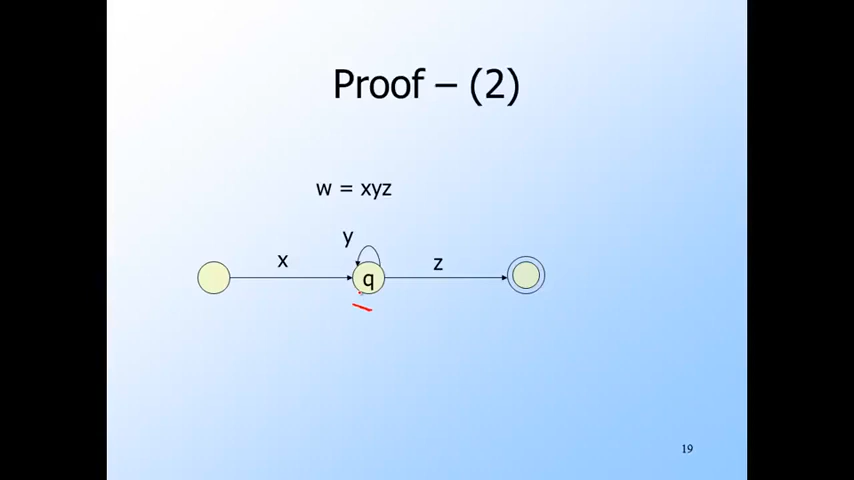 Proof – (2)
w = xyz
y
x
z
q
19